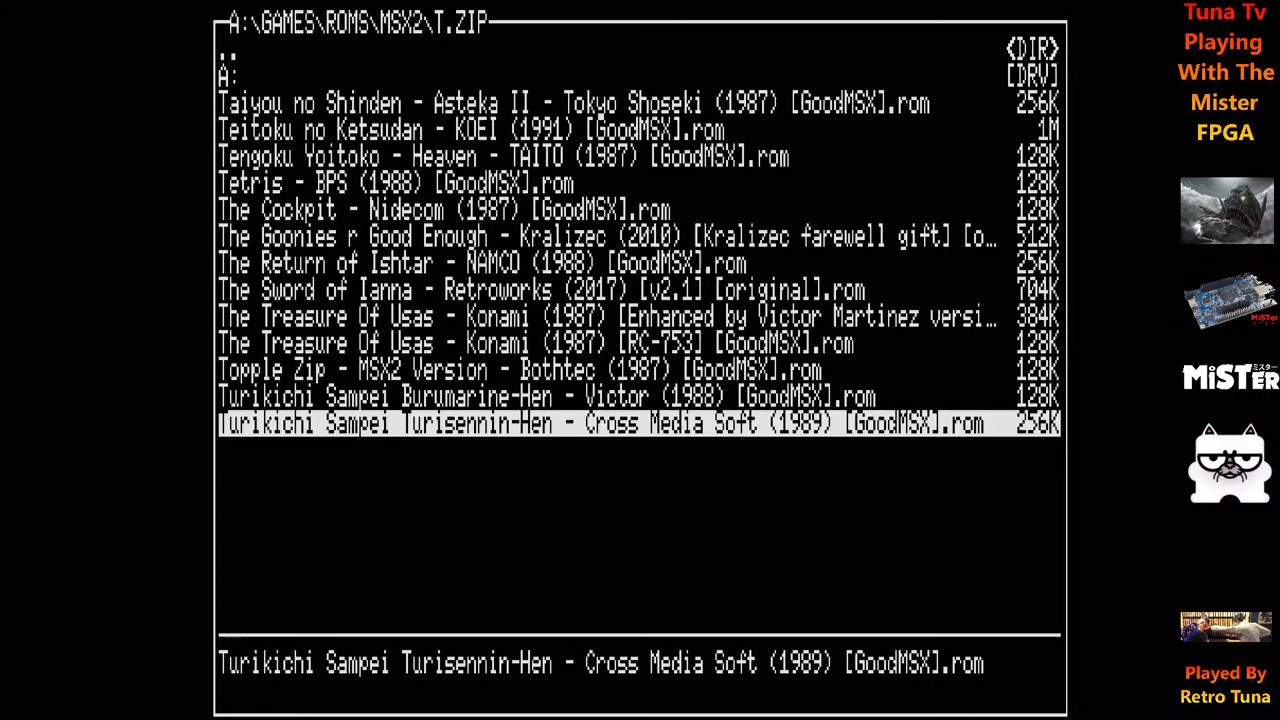 A:\GAMES\ROMS\MSX2\T.ZIP
.. <DIR>
A: [DRV]
Taiyou no Shinden - Asteka II - Tokyo Shoseki (1987) [GoodMSX].rom 256K
Teitoku no Ketsudan - KOEI (1991) [GoodMSX].rom 1M
Tengoku Yoitoko - Heaven - TAITO (1987) [GoodMSX].rom 128K
Tetris - BPS (1988) [GoodMSX].rom 128K
The Cockpit - Nidecom (1987) [GoodMSX].rom 128K
The Goonies r Good Enough - Kralizec (2010) [Kralizec farewell gift] [o… 512K
The Return of Ishtar - NAMCO (1988) [GoodMSX].rom 256K
The Sword of Ianna - Retroworks (2017) [v2.1] [original].rom 704K
The Treasure Of Usas - Konami (1987) [Enhanced by Victor Martinez versi… 384K
The Treasure Of Usas - Konami (1987) [RC-753] [GoodMSX].rom 128K
Topple Zip - MSX2 Version - Bothtec (1987) [GoodMSX].rom 128K
Turikichi Sampei Burumarine-Hen - Victor (1988) [GoodMSX].rom 128K
Turikichi Sampei Turisennin-Hen - Cross Media Soft (1989) [GoodMSX].rom 256K
Turikichi Sampei Turisennin-Hen - Cross Media Soft (1989) [GoodMSX].rom
Tuna Tv
Playing
With The
Mister
FPGA
MiSTer
ミスター
MiSTER
Played By
Retro Tuna